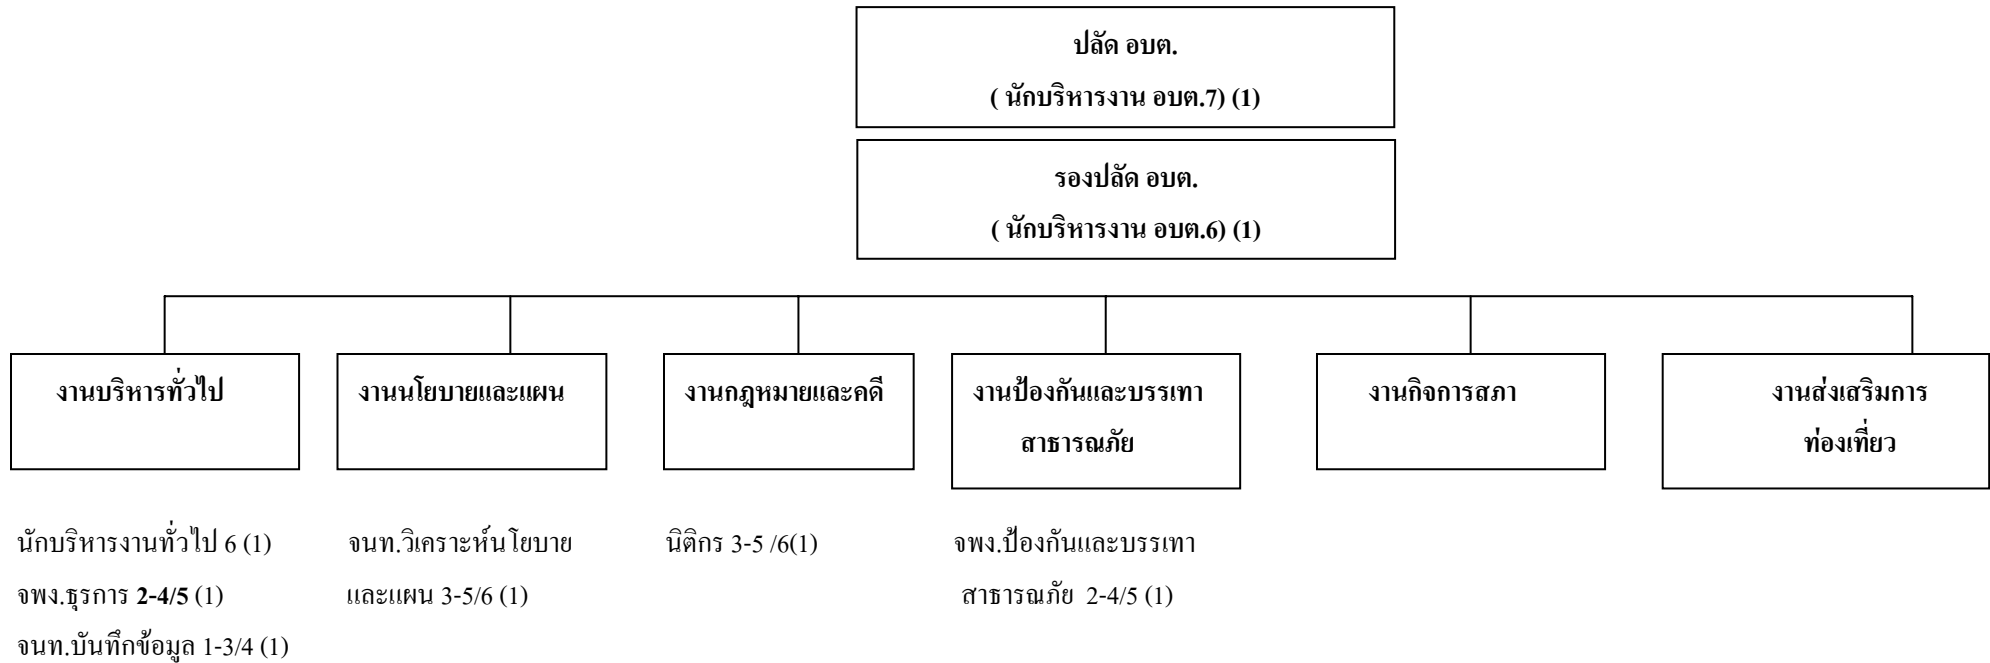 ปลัด อบต.
( นักบริหารงาน อบต.7) (1)
รองปลัด อบต.
( นักบริหารงาน อบต.6) (1)
งานบริหารทั่วไป
งานนโยบายและแผน
งานกฎหมายและคดี
งานป้องกันและบรรเทา
สาธารณภัย
งานกิจการสภา
งานส่งเสริมการ
ท่องเที่ยว
นักบริหารงานทั่วไป 6 (1)
จพง.ธุรการ 2-4/5 (1)
จนท.บันทึกข้อมูล 1-3/4 (1)
จนท.วิเคราะห์นโยบาย
และแผน 3-5/6 (1)
นิติกร 3-5 /6(1)
จพง.ป้องกันและบรรเทา
สาธารณภัย 2-4/5 (1)